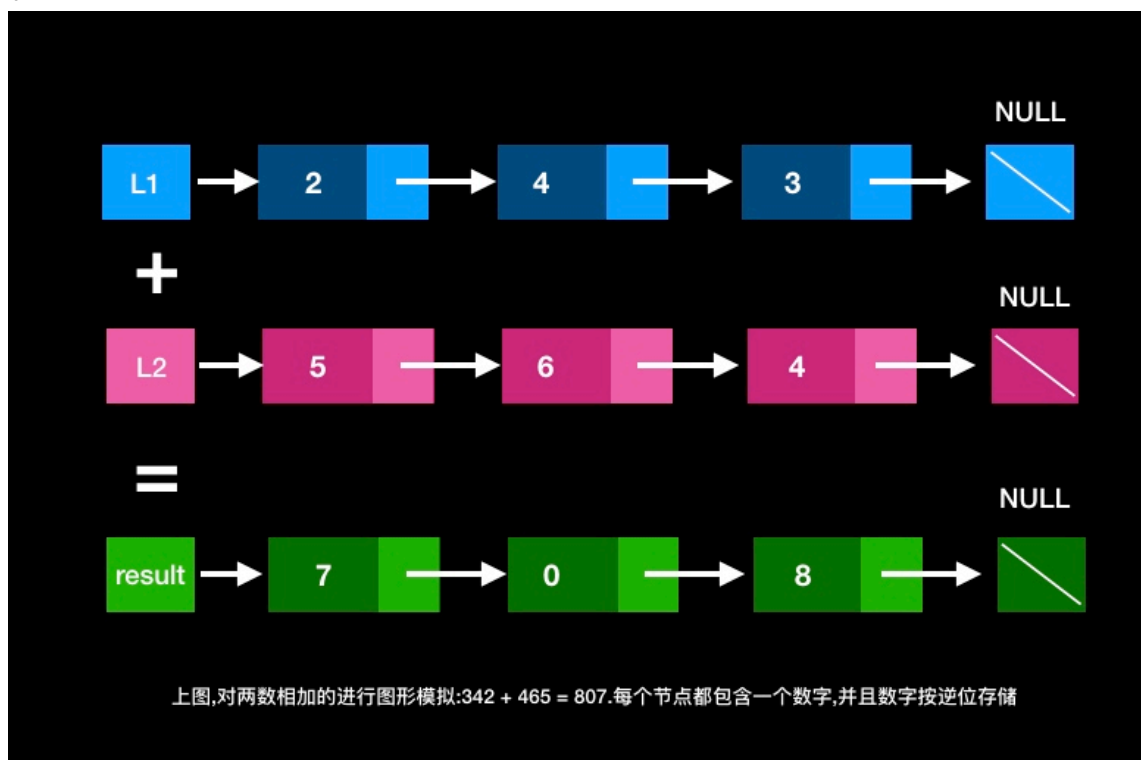 NULL
L1 2 4 3
+
NULL
L2 5 6 4
=
NULL
result 7 0 8
上图,对两数相加的进行图形模拟:342 + 465 = 807.每个节点都包含一个数字,并且数字按逆位存储